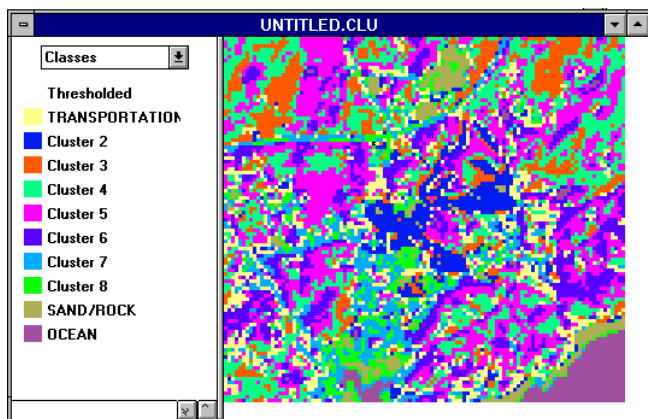 UNTITLED.CLU
Classes
Thresholded
TRANSPORTATION
Cluster 2
Cluster 3
Cluster 4
Cluster 5
Cluster 6
Cluster 7
Cluster 8
SAND/ROCK
OCEAN